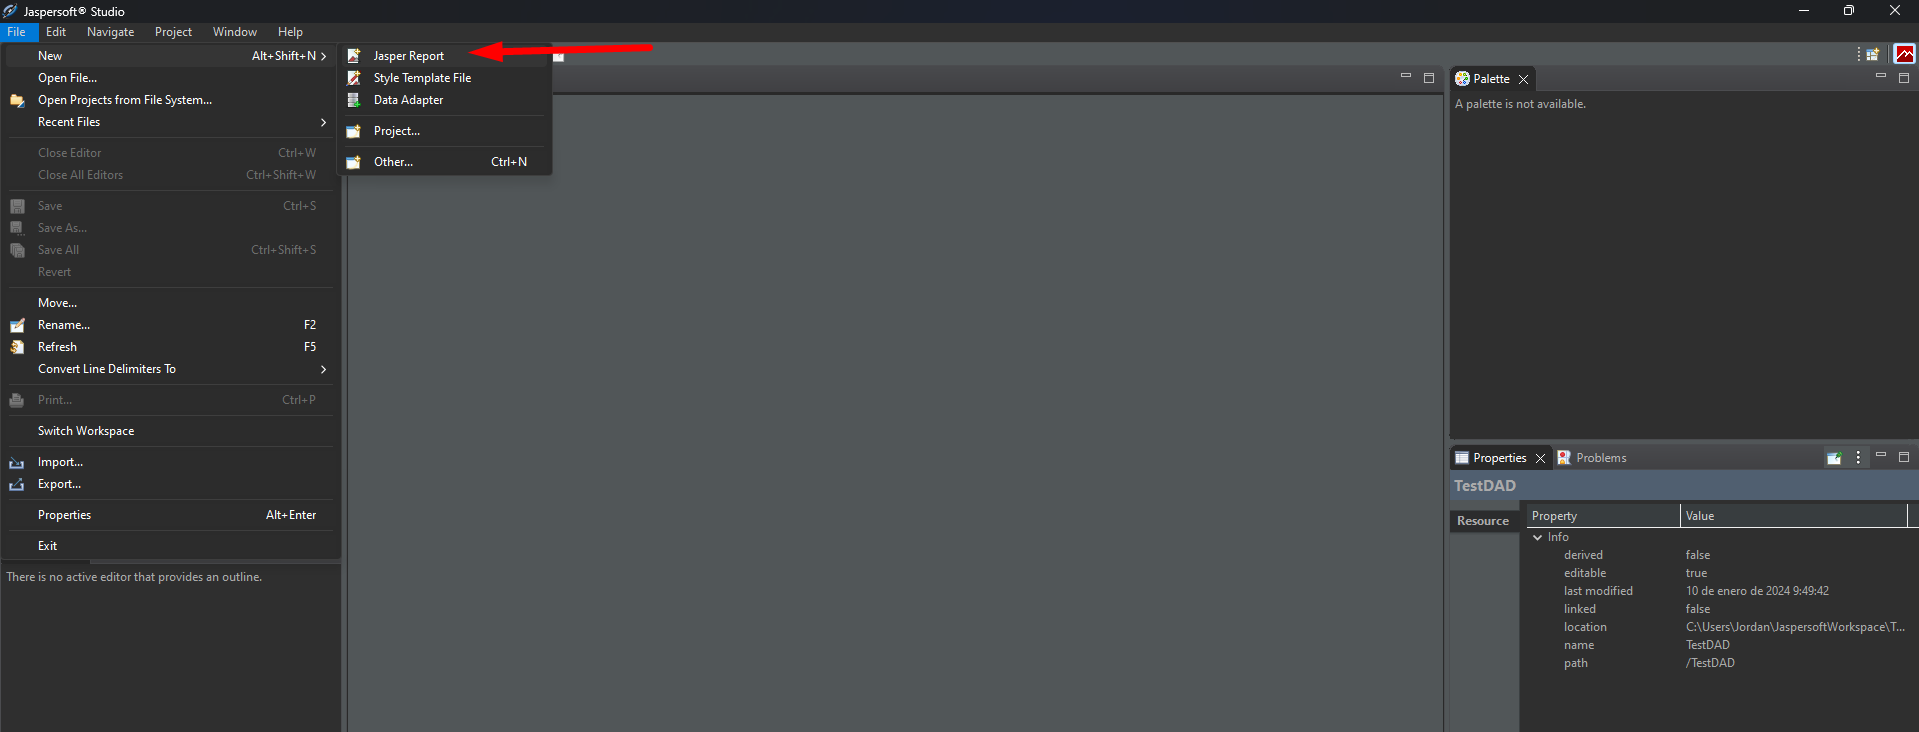 Jaspersoft® Studio
File Edit Navigate Project Window Help
New Alt+Shift+N
Open File...
Open Projects from File System...
Recent Files
Close Editor Ctrl+W
Close All Editors Ctrl+Shift+W
Save Ctrl+S
Save As...
Save All Ctrl+Shift+S
Revert
Move...
Rename... F2
Refresh F5
Convert Line Delimiters To
Print... Ctrl+P
Switch Workspace
Import...
Export...
Properties Alt+Enter
Exit
There is no active editor that provides an outline.
Jasper Report
Style Template File
Data Adapter
Project...
Other... Ctrl+N
Palette
A palette is not available.
Properties Problems
TestDAD
Resource
Property Value
Info
derived false
editable true
last modified 10 de enero de 2024 9:49:42
linked false
location C:\Users\Jordan\JaspersoftWorkspace\T...
name TestDAD
path /TestDAD